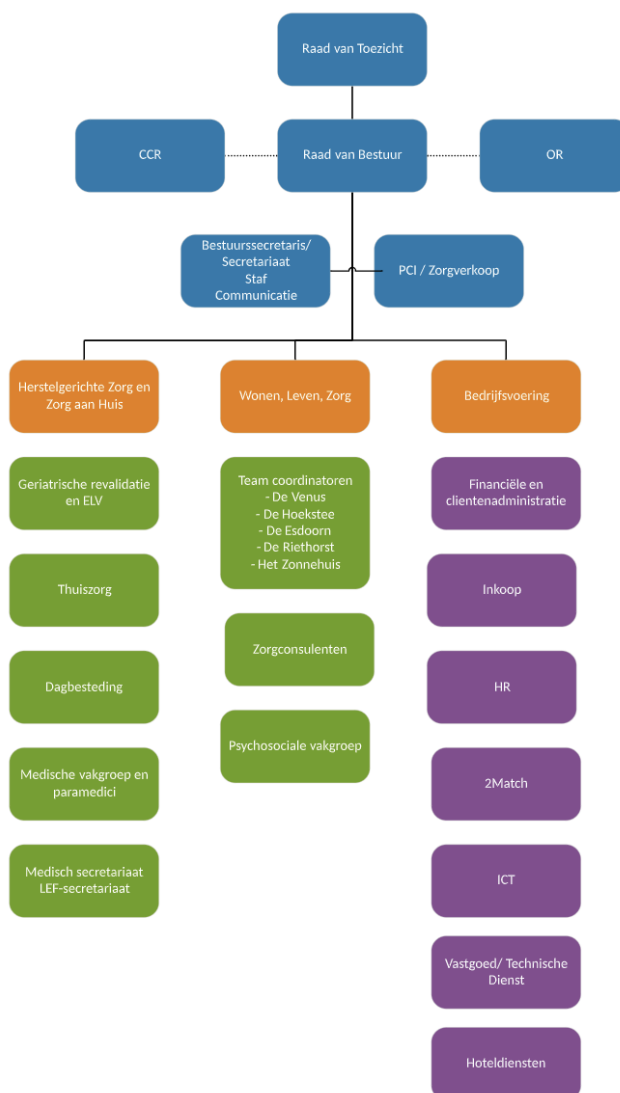 Raad van Toezicht
CCR
Raad van Bestuur
OR
Bestuurssecretaris/
Secretariaat
Staf
Communicatie
PCI / Zorgverkoop
Herstelgerichte Zorg en
Zorg aan Huis
Wonen, Leven, Zorg
Bedrijfsvoering
Geriatrische revalidatie
en ELV
Thuiszorg
Dagbesteding
Medische vakgroep en
paramedici
Medisch secretariaat
LEF-secretariaat
Team coordinatoren
- De Venus
- De Hoekstee
- De Esdoorn
- De Riethorst
- Het Zonnehuis
Zorgconsulenten
Psychosociale vakgroep
Financiële en
clientenadministratie
Inkoop
HR
2Match
ICT
Vastgoed/ Technische
Dienst
Hoteldiensten